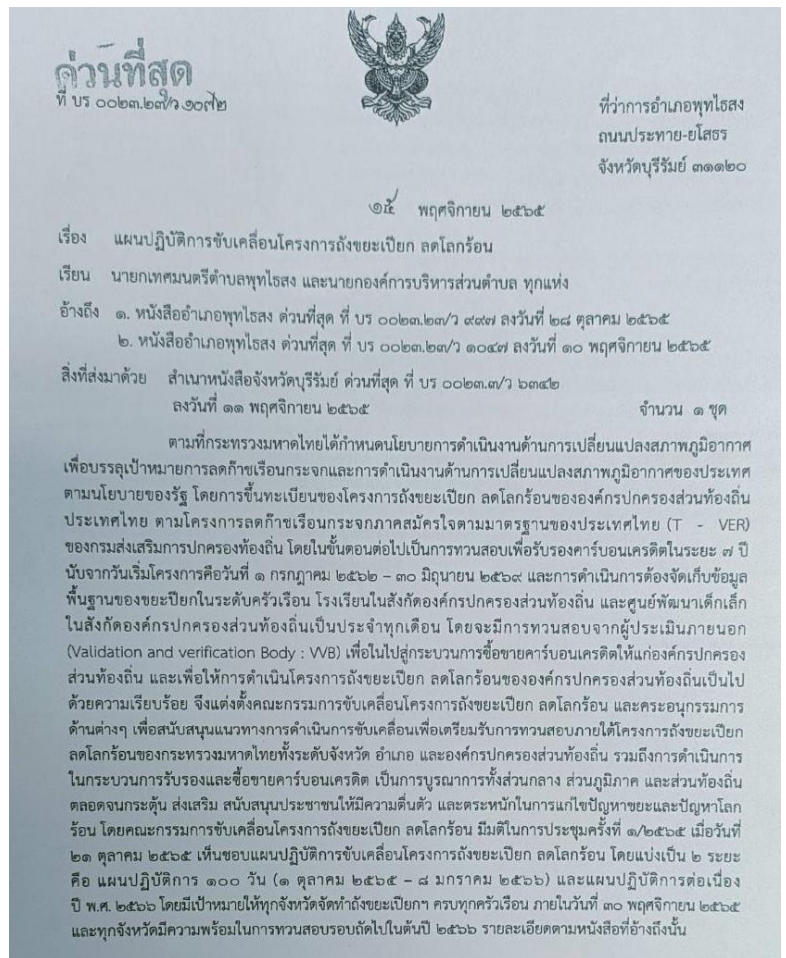 ด่วนที่สุด
ที่ บร ๐๐๒๓.๒๓/ว ๑๐๗๒
ที่ว่าการอำเภอพุทไธสง
ถนนประทาย-ยโสธร
จังหวัดบุรีรัมย์ ๓๑๑๒๐
๑๕ พฤศจิกายน ๒๕๖๕
เรื่อง แผนปฏิบัติการขับเคลื่อนโครงการถังขยะเปียก ลดโลกร้อน
เรียน นายกเทศมนตรีตำบลพุทไธสง และนายกองค์การบริหารส่วนตำบล ทุกแห่ง
อ้างถึง ๑. หนังสืออำเภอพุทไธสง ด่วนที่สุด ที่ บร ๐๐๒๓.๒๓/ว ๙๙๗ ลงวันที่ ๒๘ ตุลาคม ๒๕๖๕
๒. หนังสืออำเภอพุทไธสง ด่วนที่สุด ที่ บร ๐๐๒๓.๒๓/ว ๑๐๔๗ ลงวันที่ ๑๐ พฤศจิกายน ๒๕๖๕
สิ่งที่ส่งมาด้วย สำเนาหนังสือจังหวัดบุรีรัมย์ ด่วนที่สุด ที่ บร ๐๐๒๓.๓/ว ๖๓๔๒
ลงวันที่ ๑๑ พฤศจิกายน ๒๕๖๕ จำนวน ๑ ชุด
ตามที่กระทรวงมหาดไทยได้กำหนดนโยบายการดำเนินงานด้านการเปลี่ยนแปลงสภาพภูมิอากาศ
เพื่อบรรลุเป้าหมายการลดก๊าซเรือนกระจกและการดำเนินงานด้านการเปลี่ยนแปลงสภาพภูมิอากาศของประเทศ
ตามนโยบายของรัฐ โดยการขึ้นทะเบียนของโครงการถังขยะเปียก ลดโลกร้อนขององค์กรปกครองส่วนท้องถิ่น
ประเทศไทย ตามโครงการลดก๊าซเรือนกระจกภาคสมัครใจตามมาตรฐานของประเทศไทย (T - VER)
ของกรมส่งเสริมการปกครองท้องถิ่น โดยในขั้นตอนต่อไปเป็นการทวนสอบเพื่อรับรองคาร์บอนเครดิตในระยะ ๗ ปี
นับจากวันเริ่มโครงการคือวันที่ ๑ กรกฎาคม ๒๕๖๒ – ๓๐ มิถุนายน ๒๕๖๙ และการดำเนินการต้องจัดเก็บข้อมูล
พื้นฐานของขยะปียกในระดับครัวเรือน โรงเรียนในสังกัดองค์กรปกครองส่วนท้องถิ่น และศูนย์พัฒนาเด็กเล็ก
ในสังกัดองค์กรปกครองส่วนท้องถิ่นเป็นประจำทุกเดือน โดยจะมีการทวนสอบจากผู้ประเมินภายนอก
(Validation and verification Body : VVB) เพื่อในไปสู่กระบวนการซื้อขายคาร์บอนเครดิตให้แก่องค์กรปกครอง
ส่วนท้องถิ่น และเพื่อให้การดำเนินโครงการถังขยะเปียก ลดโลกร้อนขององค์กรปกครองส่วนท้องถิ่นเป็นไป
ด้วยความเรียบร้อย จึงแต่งตั้งคณะกรรมการขับเคลื่อนโครงการถังขยะเปียก ลดโลกร้อน และคระอนุกรรมการ
ด้านต่างๆ เพื่อสนับสนุนแนวทางการดำเนินการขับเคลื่อนเพื่อเตรียมรับการทวนสอบภายใต้โครงการถังขยะเปียก
ลดโลกร้อนของกระทรวงมหาดไทยทั้งระดับจังหวัด อำเภอ และองค์กรปกครองส่วนท้องถิ่น รวมถึงการดำเนินการ
ในกระบวนการรับรองและซื้อขายคาร์บอนเครดิต เป็นการบูรณาการทั้งส่วนกลาง ส่วนภูมิภาค และส่วนท้องถิ่น
ตลอดจนกระตุ้น ส่งเสริม สนับสนุนประชาชนให้มีความตื่นตัว และตระหนักในการแก้ไขปัญหาขยะและปัญหาโลก
ร้อน โดยคณะกรรมการขับเคลื่อนโครงการถังขยะเปียก ลดโลกร้อน มีมติในการประชุมครั้งที่ ๑/๒๕๖๕ เมื่อวันที่
๒๑ ตุลาคม ๒๕๖๕ เห็นชอบแผนปฏิบัติการขับเคลื่อนโครงการถังขยะเปียก ลดโลกร้อน โดยแบ่งเป็น ๒ ระยะ
คือ แผนปฏิบัติการ ๑๐๐ วัน (๑ ตุลาคม ๒๕๖๕ – ๘ มกราคม ๒๕๖๖) และแผนปฏิบัติการต่อเนื่อง
ปี พ.ศ. ๒๕๖๖ โดยมีเป้าหมายให้ทุกจังหวัดจัดทำถังขยะเปียกฯ ครบทุกครัวเรือน ภายในวันที่ ๓๐ พฤศจิกายน ๒๕๖๕
และทุกจังหวัดมีความพร้อมในการทวนสอบรอบถัดไปในต้นปี ๒๕๖๖ รายละเอียดตามหนังสือที่อ้างถึงนั้น